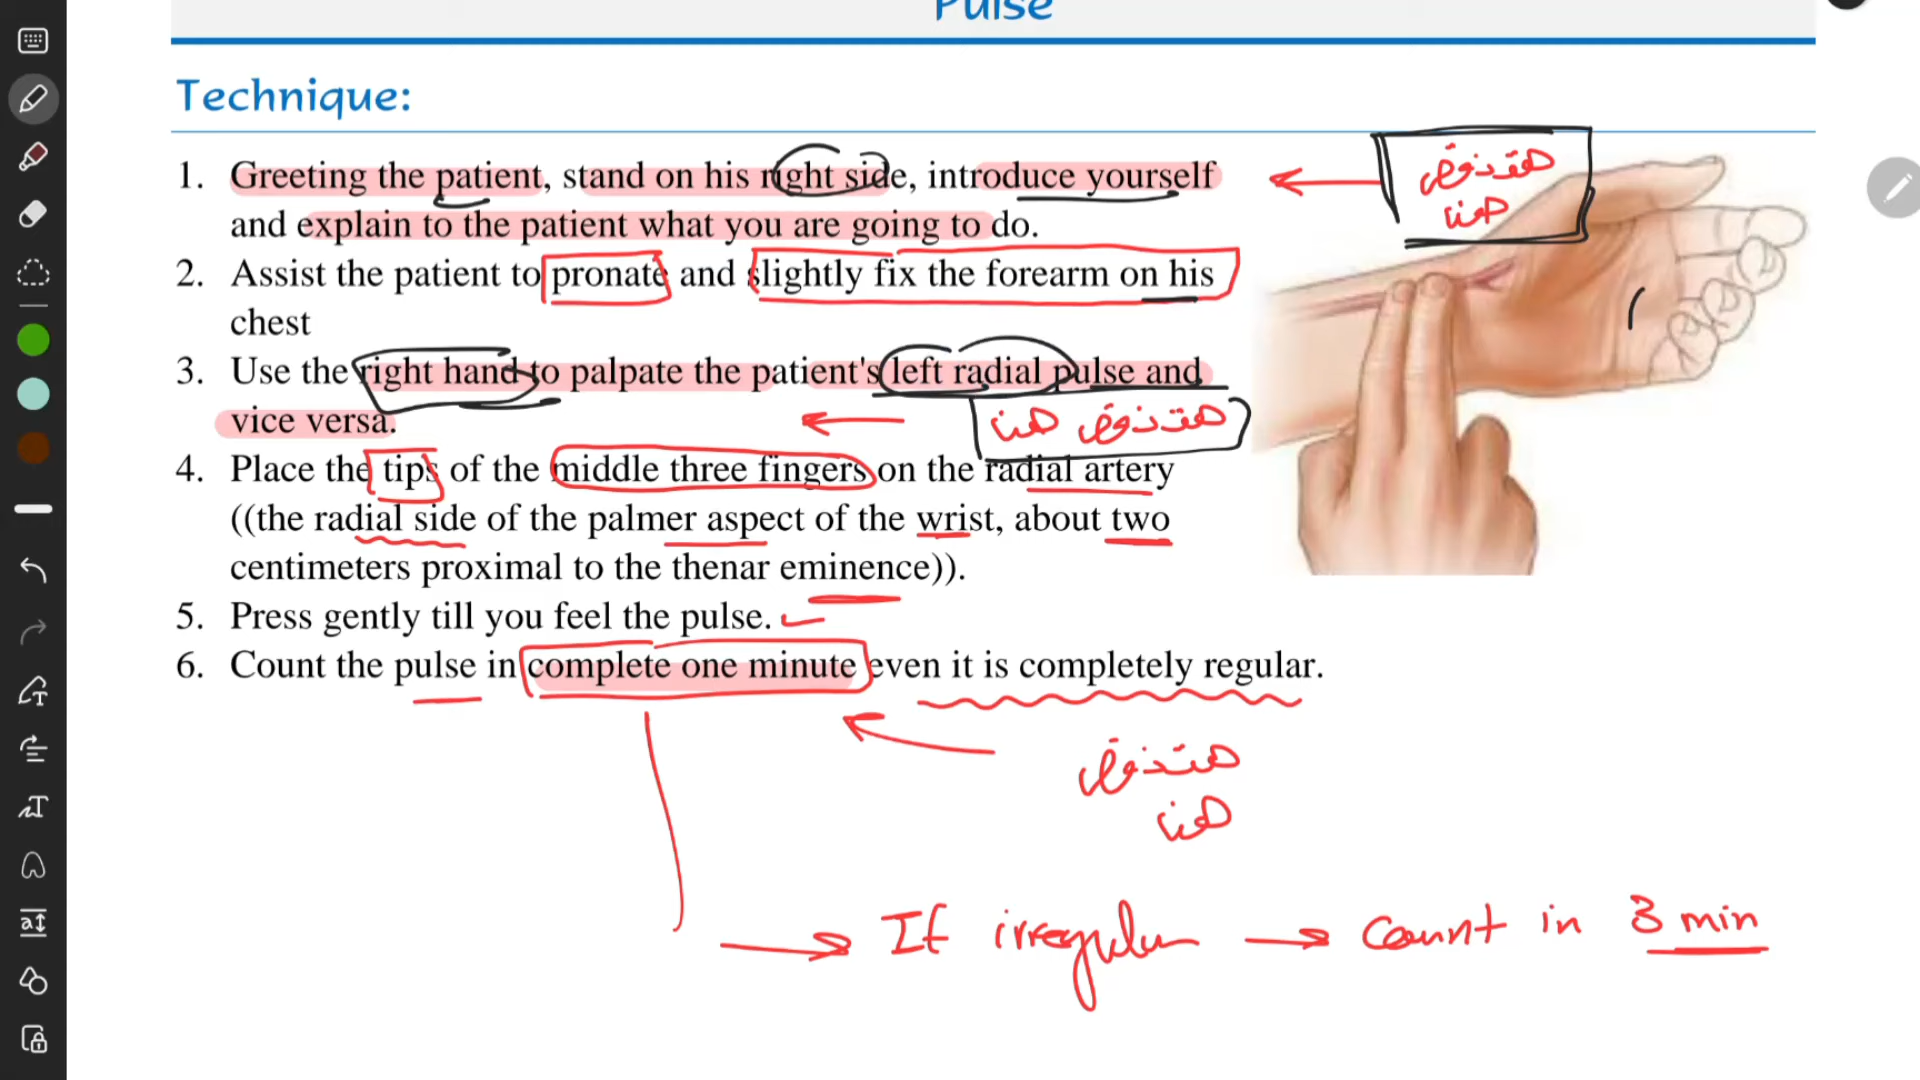 Pulse
Technique:
1. Greeting the patient, stand on his right side, introduce yourself
and explain to the patient what you are going to do.
هتدنوض
هنا
2. Assist the patient to pronate and slightly fix the forearm on his
chest
3. Use the right hand to palpate the patient's left radial pulse and
vice versa.
هتدنوض هنا
4. Place the tips of the middle three fingers on the radial artery
((the radial side of the palmer aspect of the wrist, about two
centimeters proximal to the thenar eminence)).
5. Press gently till you feel the pulse.
6. Count the pulse in complete one minute even it is completely regular.
هتدنوض
هنا
If irregular → Count in 3 min